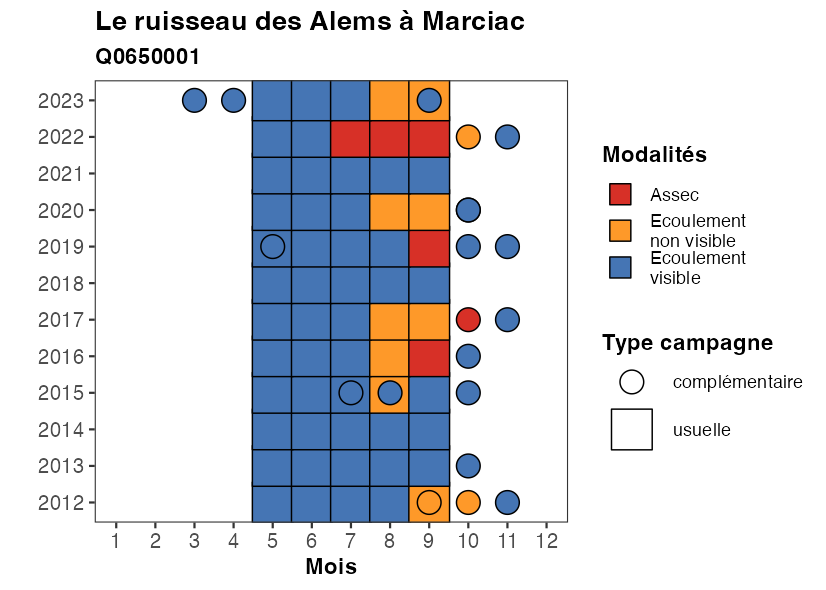 Le ruisseau des Alems à Marciac
Q0650001
2023
2022
2021
2020
2019
2018
2017
2016
2015
2014
2013
2012
1 2 3 4 5 6 7 8 9 10 11 12
Mois
Modalités
Assec
Ecoulement
non visible
Ecoulement
visible
Type campagne
complémentaire
usuelle